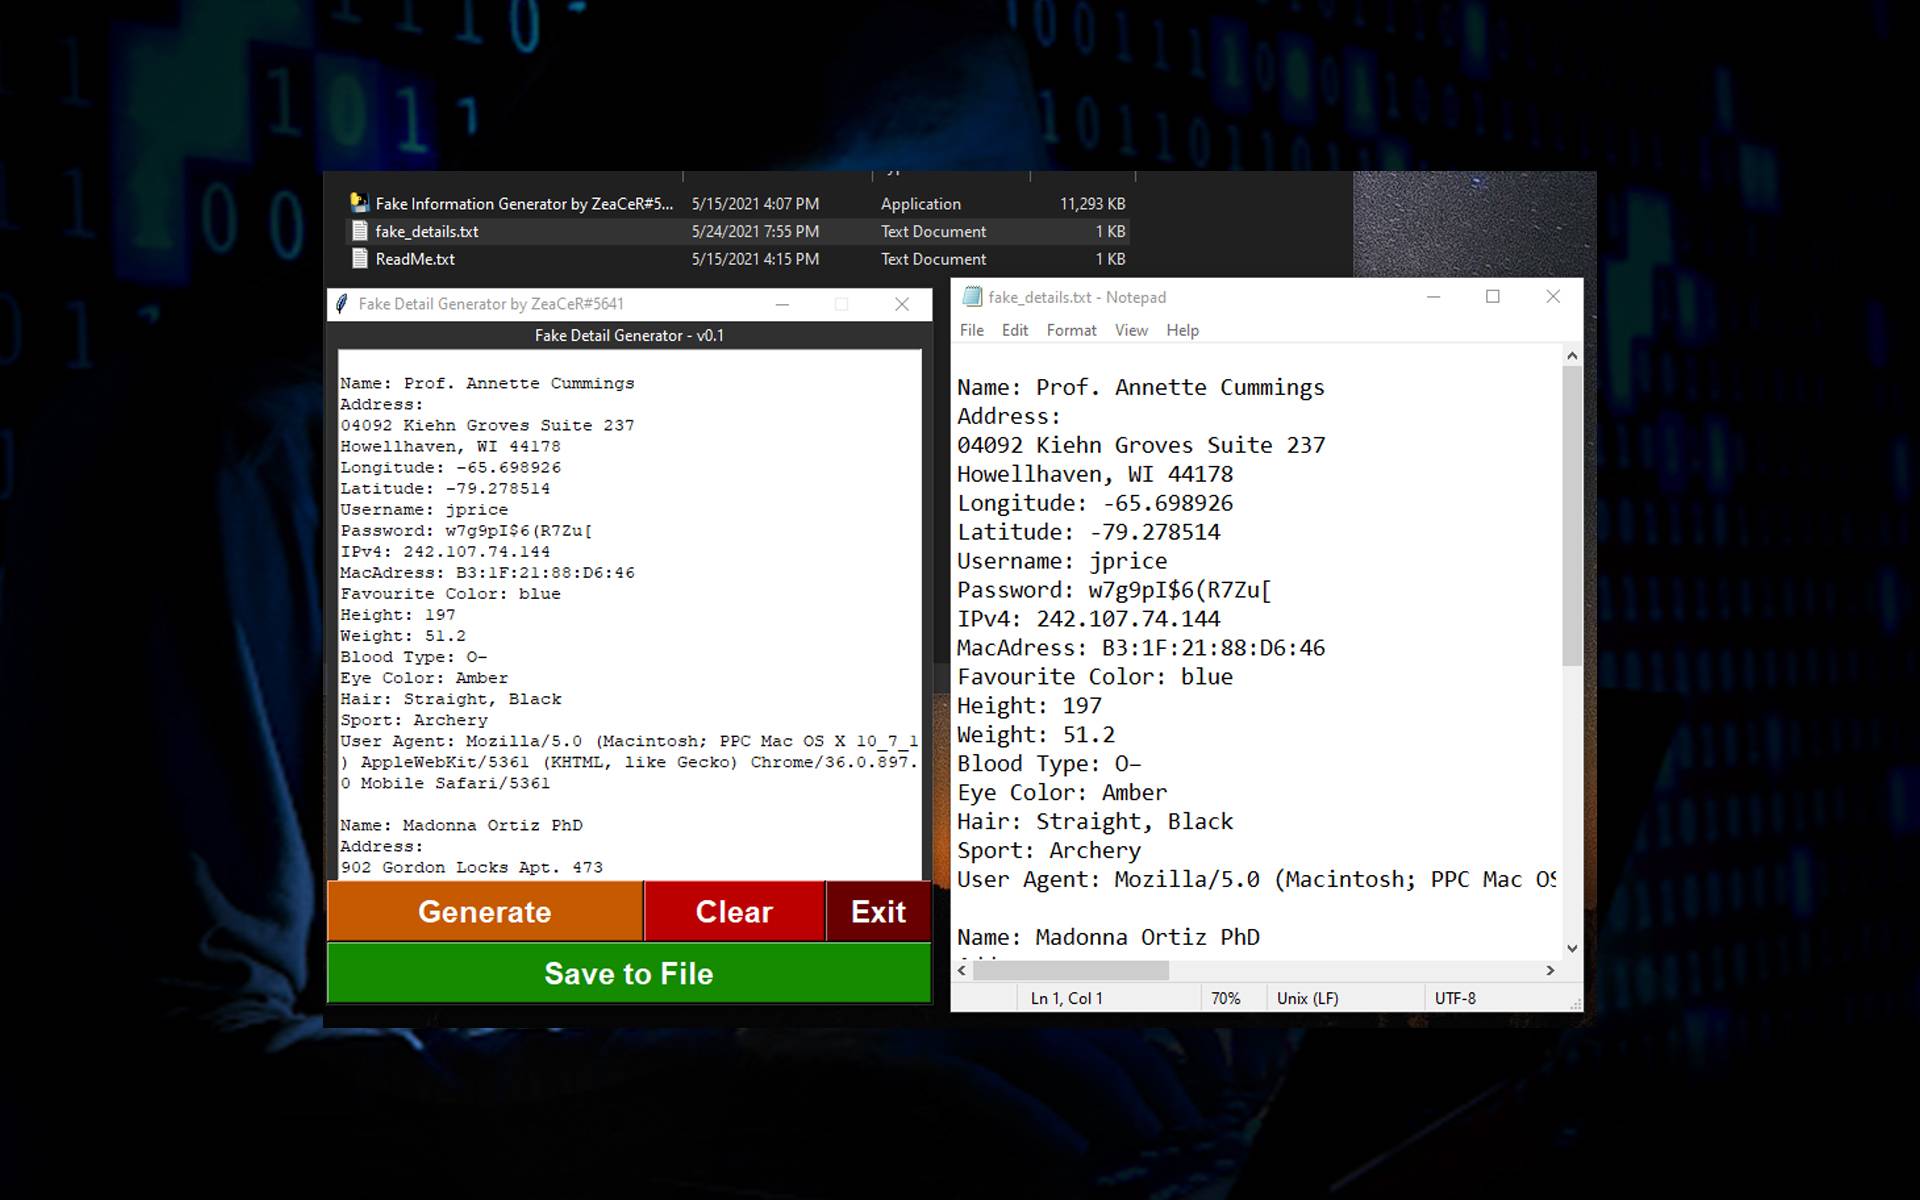 Fake Information Generator by ZeaCeR#5... 5/15/2021 4:07 PM Application 11,293 KB
fake_details.txt 5/24/2021 7:55 PM Text Document 1 KB
ReadMe.txt 5/15/2021 4:15 PM Text Document 1 KB
Fake Detail Generator by ZeaCeR#5641
Fake Detail Generator - v0.1
Name: Prof. Annette Cummings
Address:
04092 Kiehn Groves Suite 237
Howellhaven, WI 44178
Longitude: -65.698926
Latitude: -79.278514
Username: jprice
Password: w7g9pI$6(R7Zu[
IPv4: 242.107.74.144
MacAdress: B3:1F:21:88:D6:46
Favourite Color: blue
Height: 197
Weight: 51.2
Blood Type: O−
Eye Color: Amber
Hair: Straight, Black
Sport: Archery
User Agent: Mozilla/5.0 (Macintosh; PPC Mac OS X 10_7_1
) AppleWebKit/5361 (KHTML, like Gecko) Chrome/36.0.897.
0 Mobile Safari/5361
Name: Madonna Ortiz PhD
Address:
902 Gordon Locks Apt. 473
Generate Clear Exit
Save to File
fake_details.txt - Notepad
File Edit Format View Help
Name: Prof. Annette Cummings
Address:
04092 Kiehn Groves Suite 237
Howellhaven, WI 44178
Longitude: -65.698926
Latitude: -79.278514
Username: jprice
Password: w7g9pI$6(R7Zu[
IPv4: 242.107.74.144
MacAdress: B3:1F:21:88:D6:46
Favourite Color: blue
Height: 197
Weight: 51.2
Blood Type: O−
Eye Color: Amber
Hair: Straight, Black
Sport: Archery
User Agent: Mozilla/5.0 (Macintosh; PPC Mac OS
Name: Madonna Ortiz PhD
Ln 1, Col 1 70% Unix (LF) UTF-8